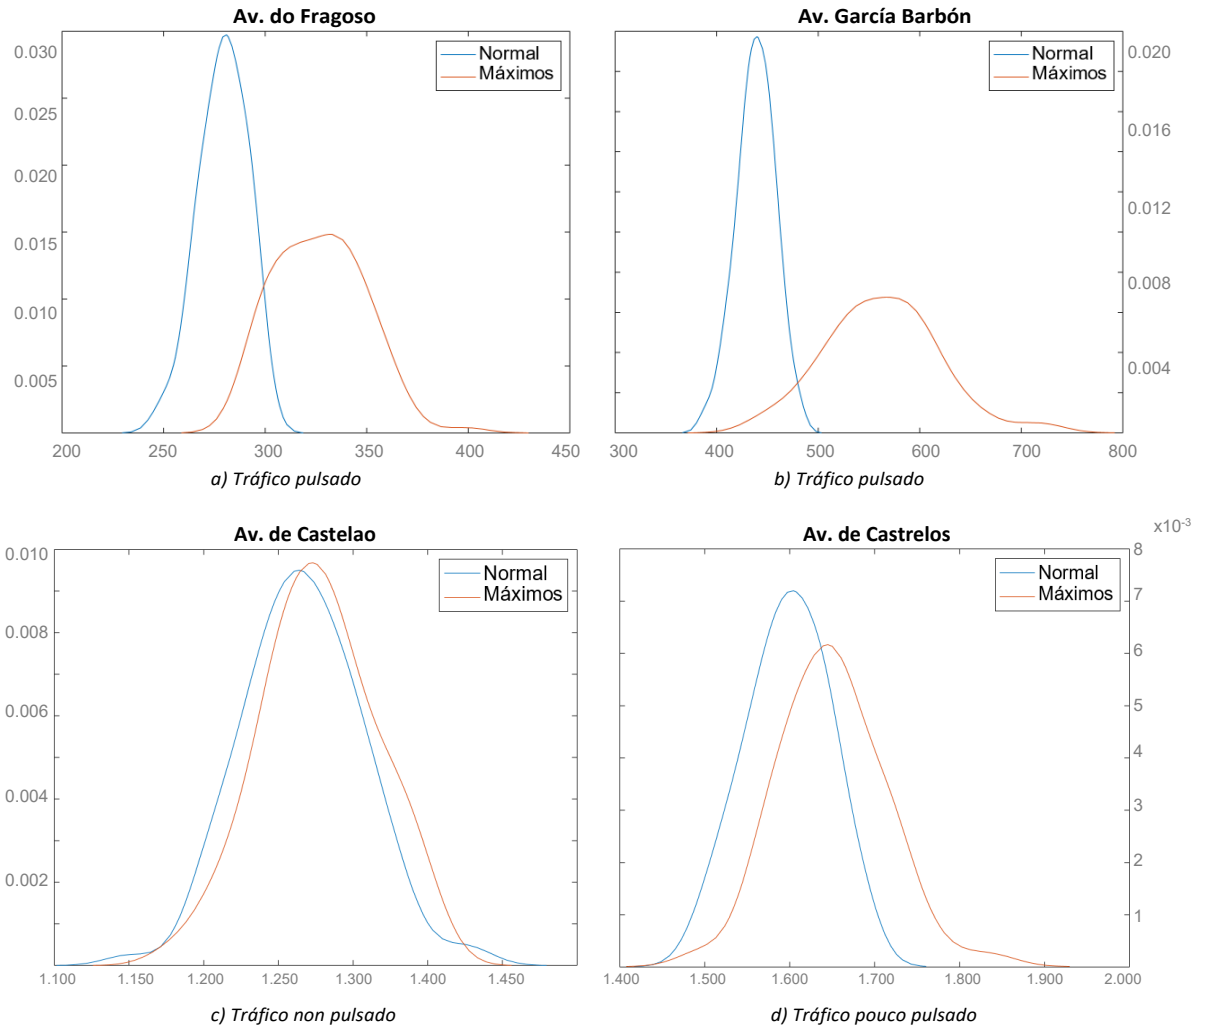 Av. do Fragoso
0.030
0.025
0.020
0.015
0.010
0.005
Normal
Máximos
200 250 300 350 400 450
a) Tráfico pulsado
Av. García Barbón
Normal
Máximos
0.020
0.016
0.012
0.008
0.004
300 400 500 600 700 800
b) Tráfico pulsado
Av. de Castelao
0.010
0.008
0.006
0.004
0.002
Normal
Máximos
1.100 1.200 1.250 1.300 1.400 1.450
c) Tráfico non pulsado
Av. de Castrelos
x10-3
Normal
Máximos
8
7
6
5
4
3
2
1
1.400 1.500 1.600 1.700 1.800 1.900 2.000
d) Tráfico pouco pulsado